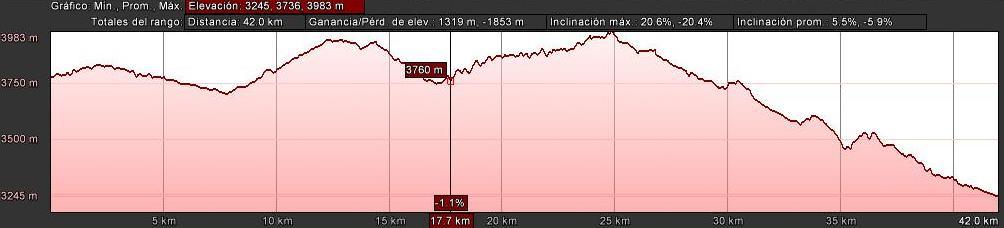 Gráfico: Mín., Prom., Máx. Elevación: 3245, 3736, 3983 m
Totales del rango: Distancia: 42.0 km Ganancia/Pérd. de elev.: 1319 m, -1853 m Inclinación máx.: 20.6%, -20.4% Inclinación prom.: 5.5%, -5.9%
3983 m
3760 m
3750 m
3500 m
3245 m
-1.1%
5 km 10 km 15 km 17.7 km 20 km 25 km 30 km 35 km 42.0 km